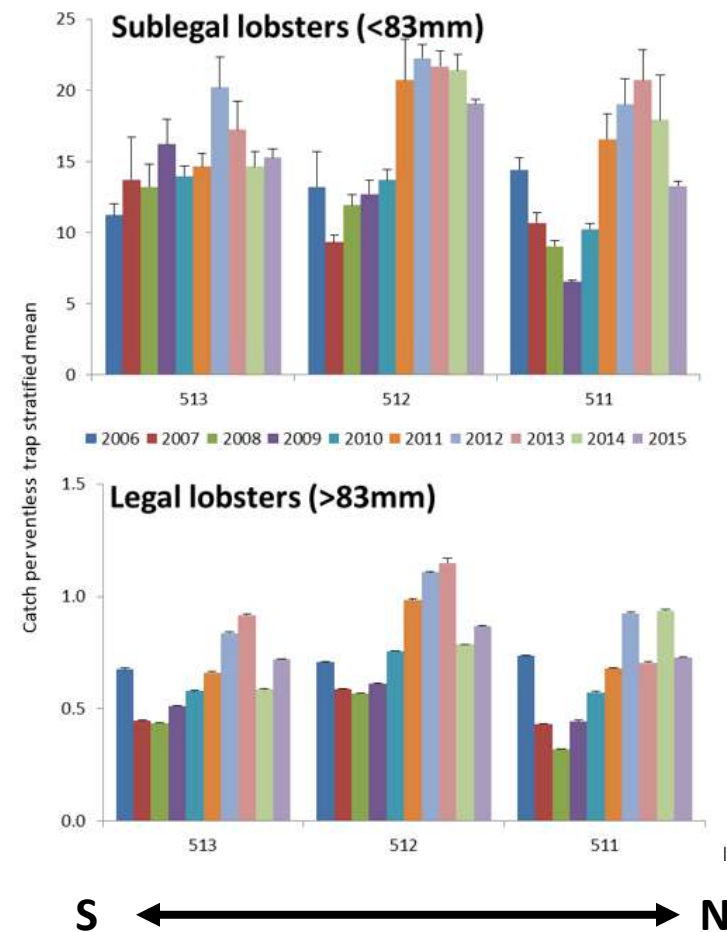 Sublegal lobsters (<83mm)
25
20
15
10
5
0
513 512 511
Catch per ventless trap stratified mean
2006 2007 2008 2009 2010 2011 2012 2013 2014 2015
Legal lobsters (>83mm)
1.5
1.0
0.5
0.0
513 512 511
S N